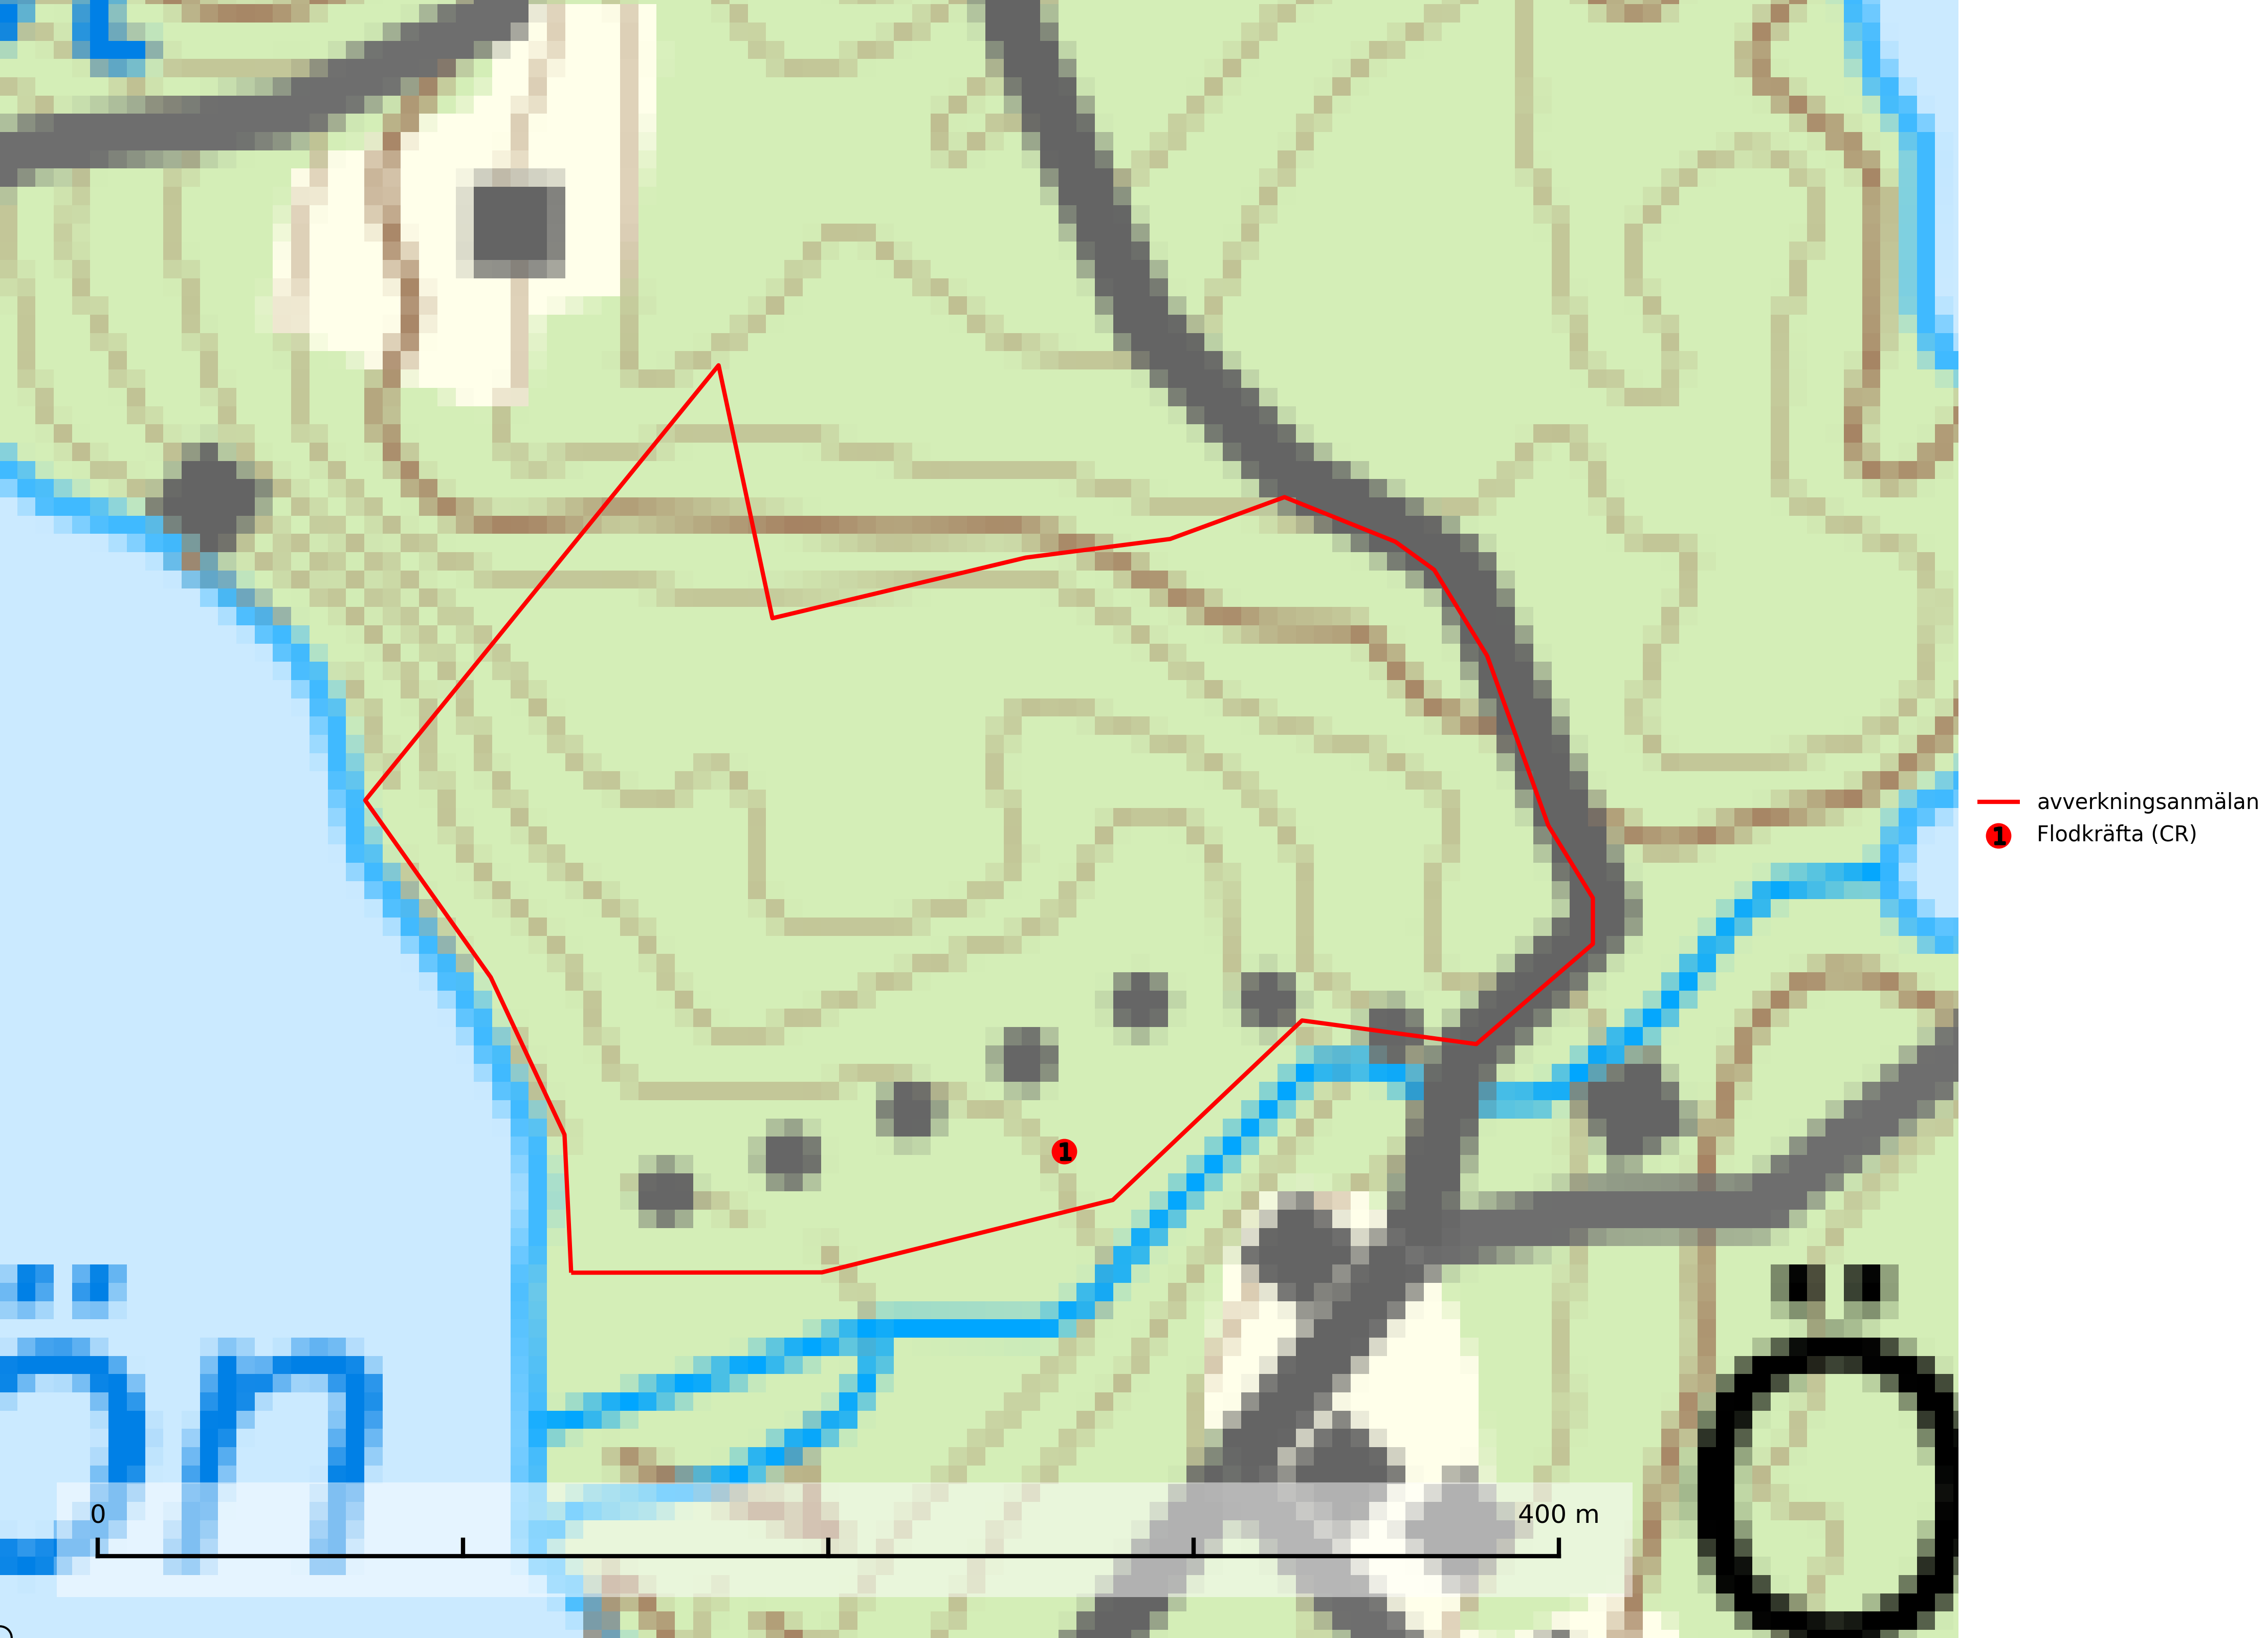 avverkningsanmälan
1 Flodkräfta (CR)
1
0 400 m